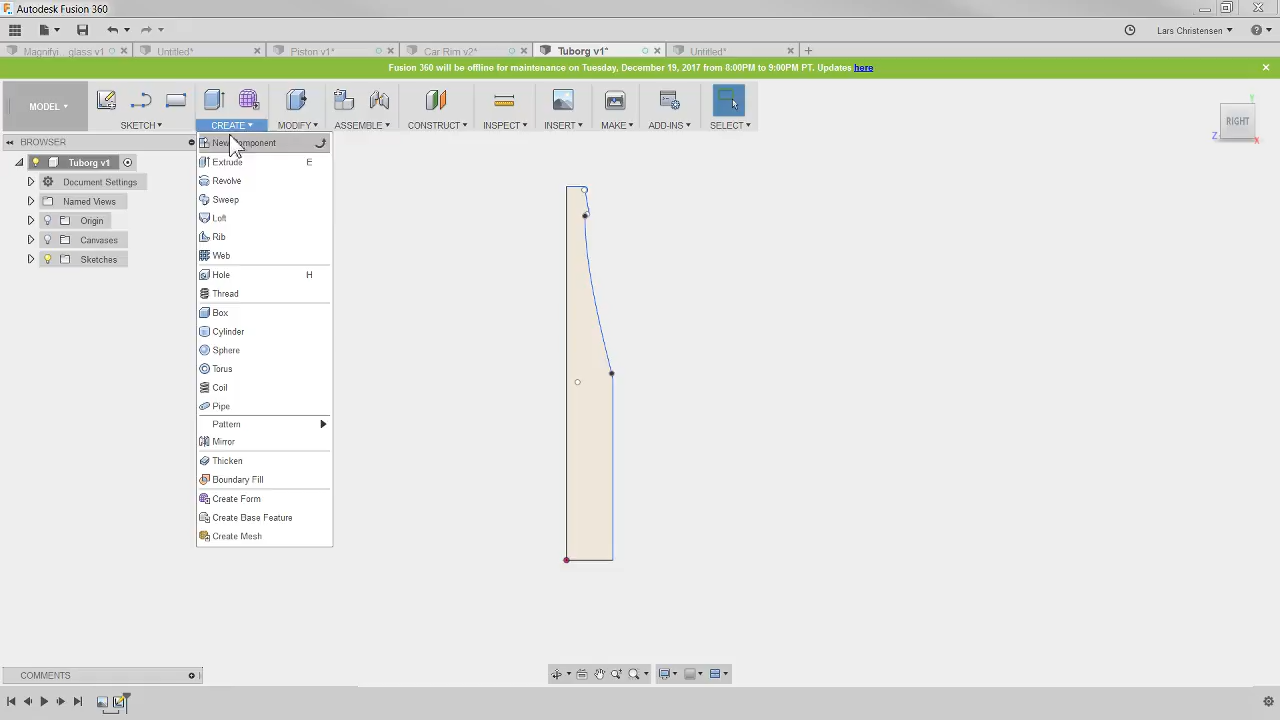 Autodesk Fusion 360
Lars Christensen
Magnifyi...glass v1
Untitled*
Piston v1*
Car Rim v2*
Tuborg v1*
Untitled*
Fusion 360 will be offline for maintenance on Tuesday, December 19, 2017 from 8:00PM to 9:00PM PT. Updates here
MODEL
SKETCH
CREATE
MODIFY
ASSEMBLE
CONSTRUCT
INSPECT
INSERT
MAKE
ADD-INS
SELECT
BROWSER
Tuborg v1
Document Settings
Named Views
Origin
Canvases
Sketches
Extrude E
Revolve
Sweep
Loft
Rib
Web
Hole H
Thread
Box
Cylinder
Sphere
Torus
Coil
Pipe
Pattern
Mirror
Thicken
Boundary Fill
Create Form
Create Base Feature
Create Mesh
Y
RIGHT
Z
X
COMMENTS